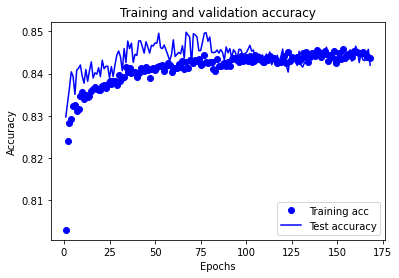 Training and validation accuracy
0.85
0.84
0.83
0.82
0.81
Accuracy
Training acc
Test accuracy
0 25 50 75 100 125 150 175
Epochs